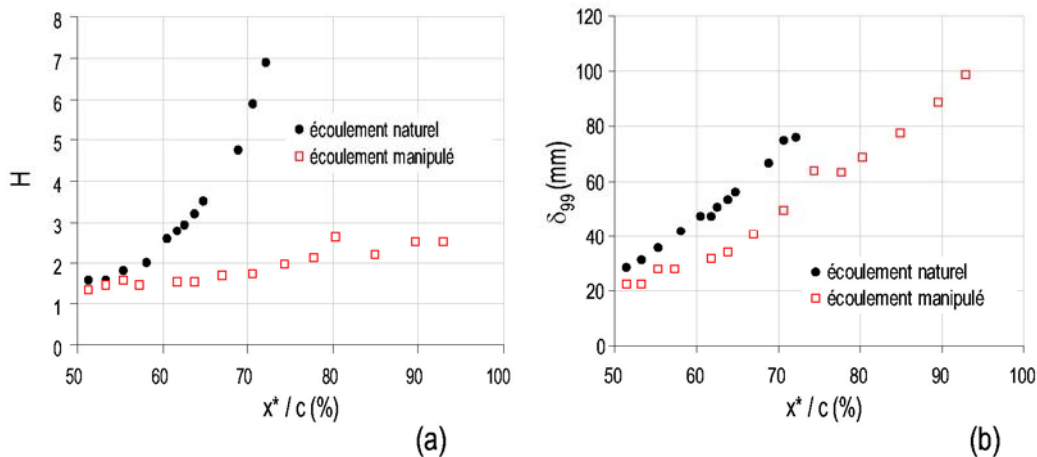 8
7
6
5
4
3
2
1
0
H
écoulement naturel
écoulement manipulé
50 60 70 80 90 100
x* / c (%)
(a)
120
100
80
60
40
20
0
δ99 (mm)
écoulement naturel
écoulement manipulé
50 60 70 80 90 100
x* / c (%)
(b)